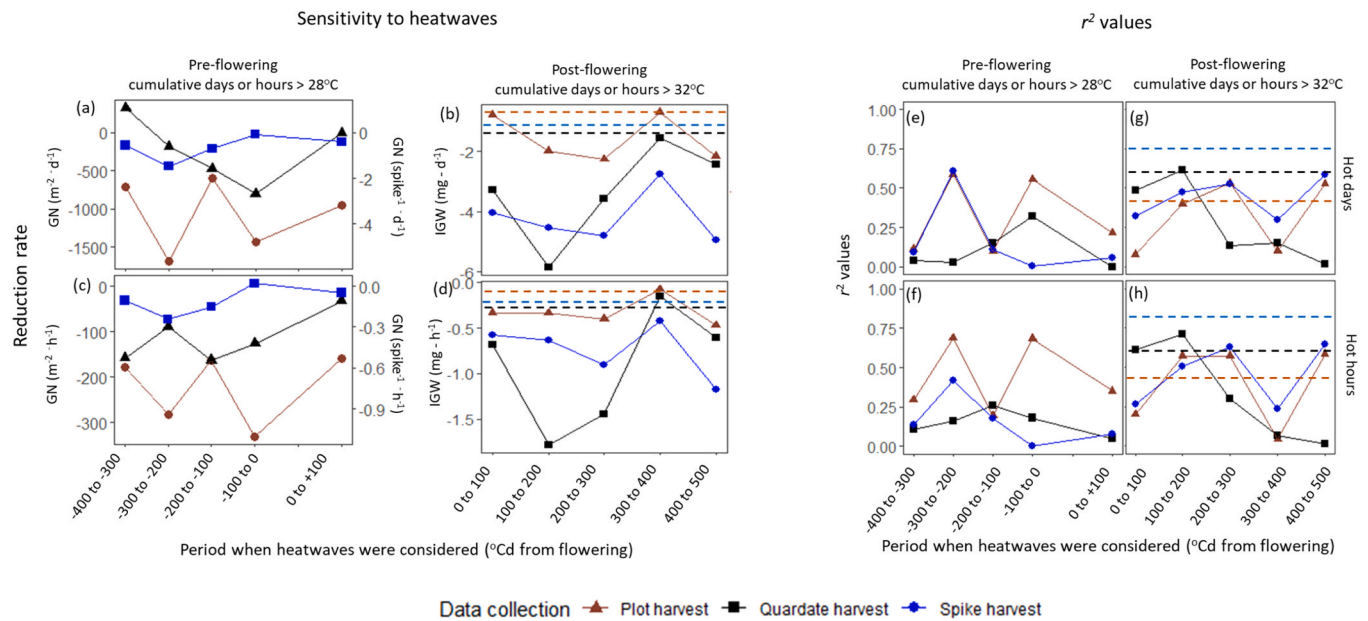 Sensitivity to heatwaves
r² values
Pre-flowering
cumulative days or hours > 28°C
Post-flowering
cumulative days or hours > 32°C
Pre-flowering
cumulative days or hours > 28°C
Post-flowering
cumulative days or hours > 32°C
Reduction rate
(a)
GN (m⁻² · d⁻¹)
0
-500
-1000
-1500
0
-2
-4
GN (spike⁻¹ · d⁻¹)
(b)
IGW (mg - d⁻¹)
-2
-4
-6
(c)
GN (m⁻² · h⁻¹)
0
-100
-200
-300
0.0
-0.3
-0.6
-0.9
GN (spike⁻¹ · h⁻¹)
(d)
IGW (mg - h⁻¹)
0.0
-0.5
-1.0
-1.5
-400 to -300
-300 to -200
-200 to -100
-100 to 0
0 to +100
0 to 100
100 to 200
200 to 300
300 to 400
400 to 500
Period when heatwaves were considered (°Cd from flowering)
r² values
(e)
1.00
0.75
0.50
0.25
0.00
(g)
Hot days
(f)
1.00
0.75
0.50
0.25
0.00
(h)
Hot hours
-400 to -300
-300 to -200
-200 to -100
-100 to 0
0 to +100
0 to 100
100 to 200
200 to 300
300 to 400
400 to 500
Period when heatwaves were considered (°Cd from flowering)
Data collection Plot harvest Quardate harvest Spike harvest